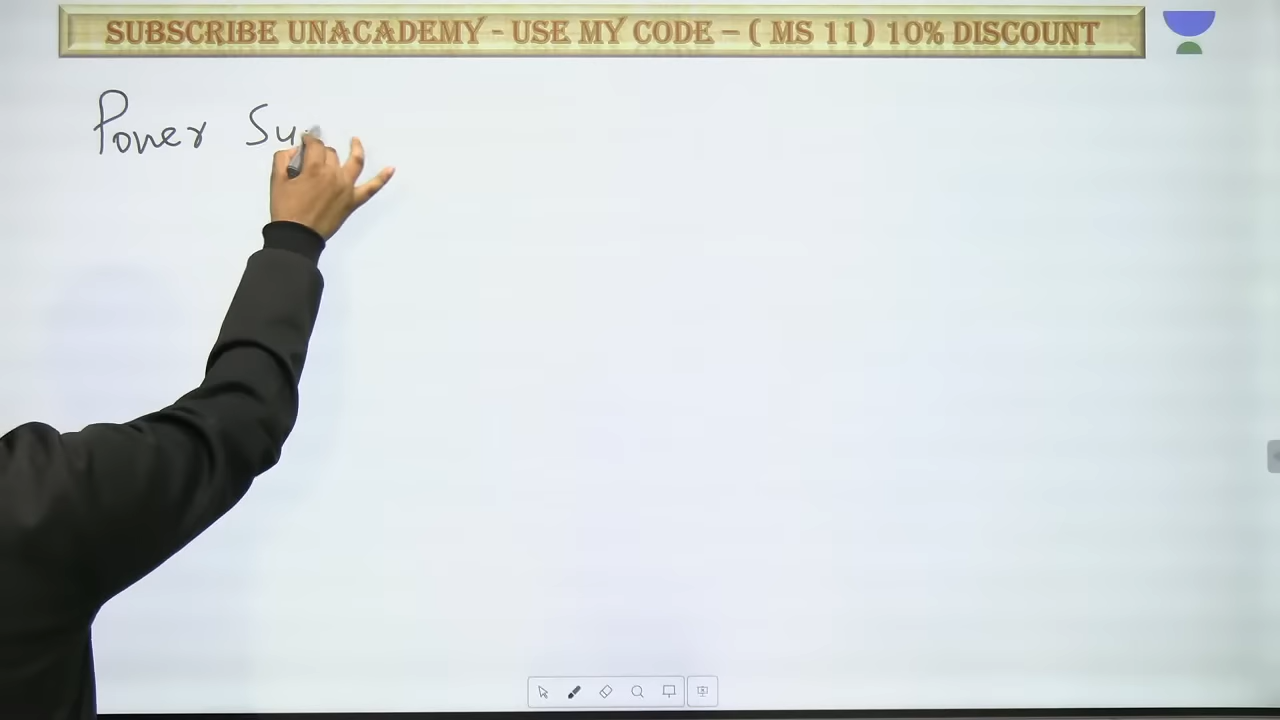 SUBSCRIBE UNACADEMY - USE MY CODE – ( MS 11) 10% DISCOUNT
Power Su